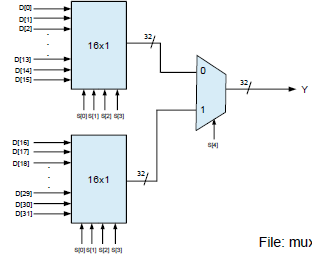 D[0]
D[1]
D[2]
D[13]
D[14]
D[15]
16x1
32
S[0] S[1] S[2] S[3]
0
1
32
Y
S[4]
D[16]
D[17]
D[18]
D[29]
D[30]
D[31]
16x1
32
S[0] S[1] S[2] S[3]
File: mux